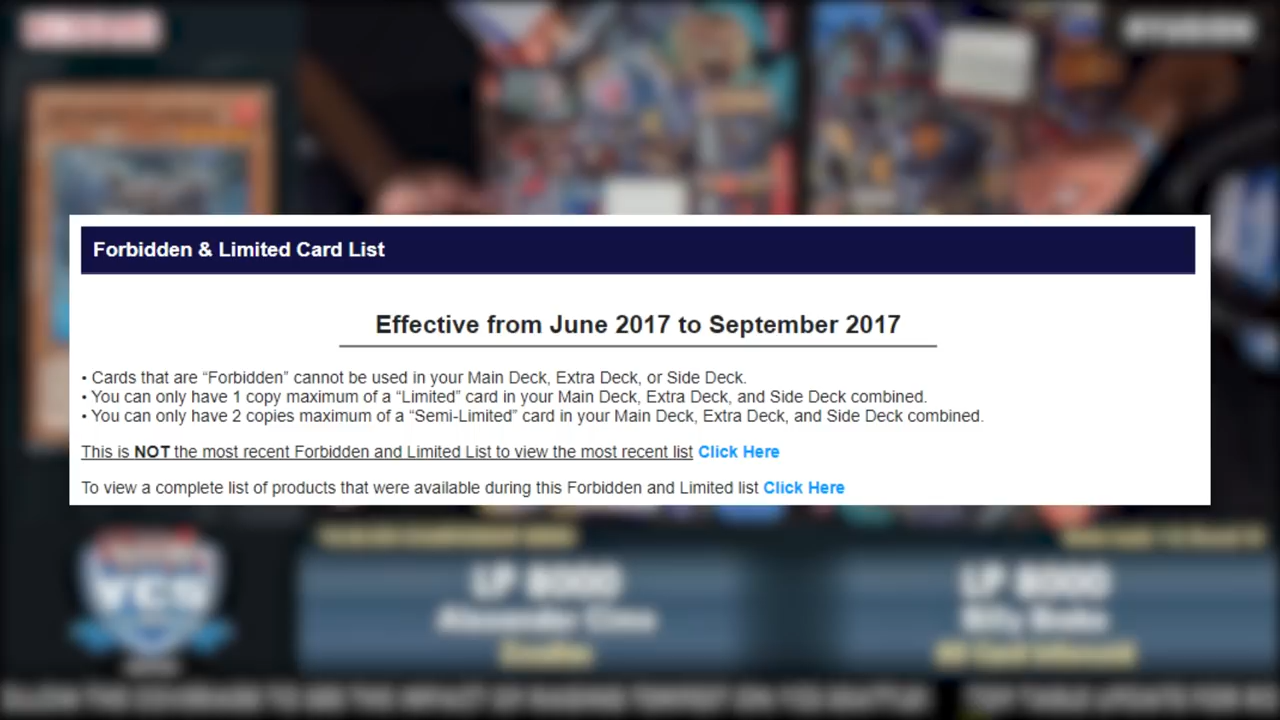 Forbidden & Limited Card List
Effective from June 2017 to September 2017
• Cards that are “Forbidden” cannot be used in your Main Deck, Extra Deck, or Side Deck.
• You can only have 1 copy maximum of a “Limited” card in your Main Deck, Extra Deck, and Side Deck combined.
• You can only have 2 copies maximum of a “Semi-Limited” card in your Main Deck, Extra Deck, and Side Deck combined.
This is NOT the most recent Forbidden and Limited List to view the most recent list Click Here
To view a complete list of products that were available during this Forbidden and Limited list Click Here
YCS
LP 8000
LP 8000